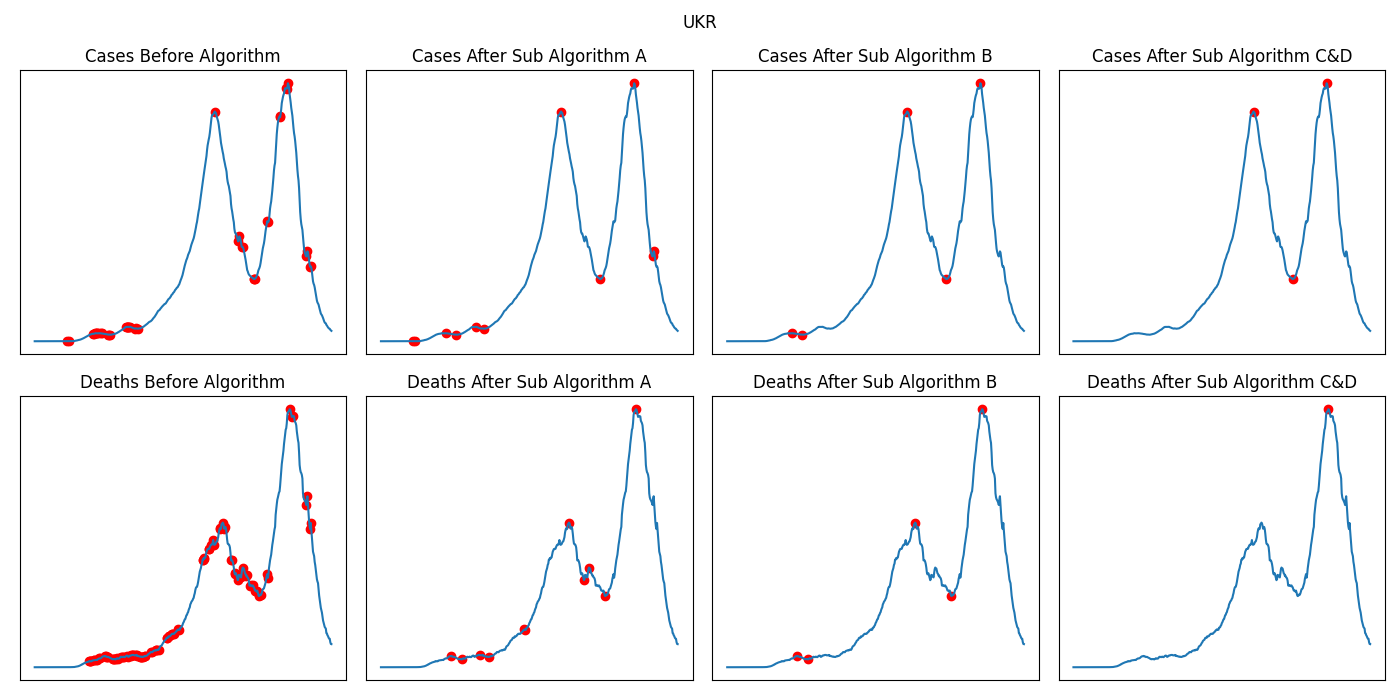 UKR
Cases Before Algorithm
Cases After Sub Algorithm A
Cases After Sub Algorithm B
Cases After Sub Algorithm C&D
Deaths Before Algorithm
Deaths After Sub Algorithm A
Deaths After Sub Algorithm B
Deaths After Sub Algorithm C&D